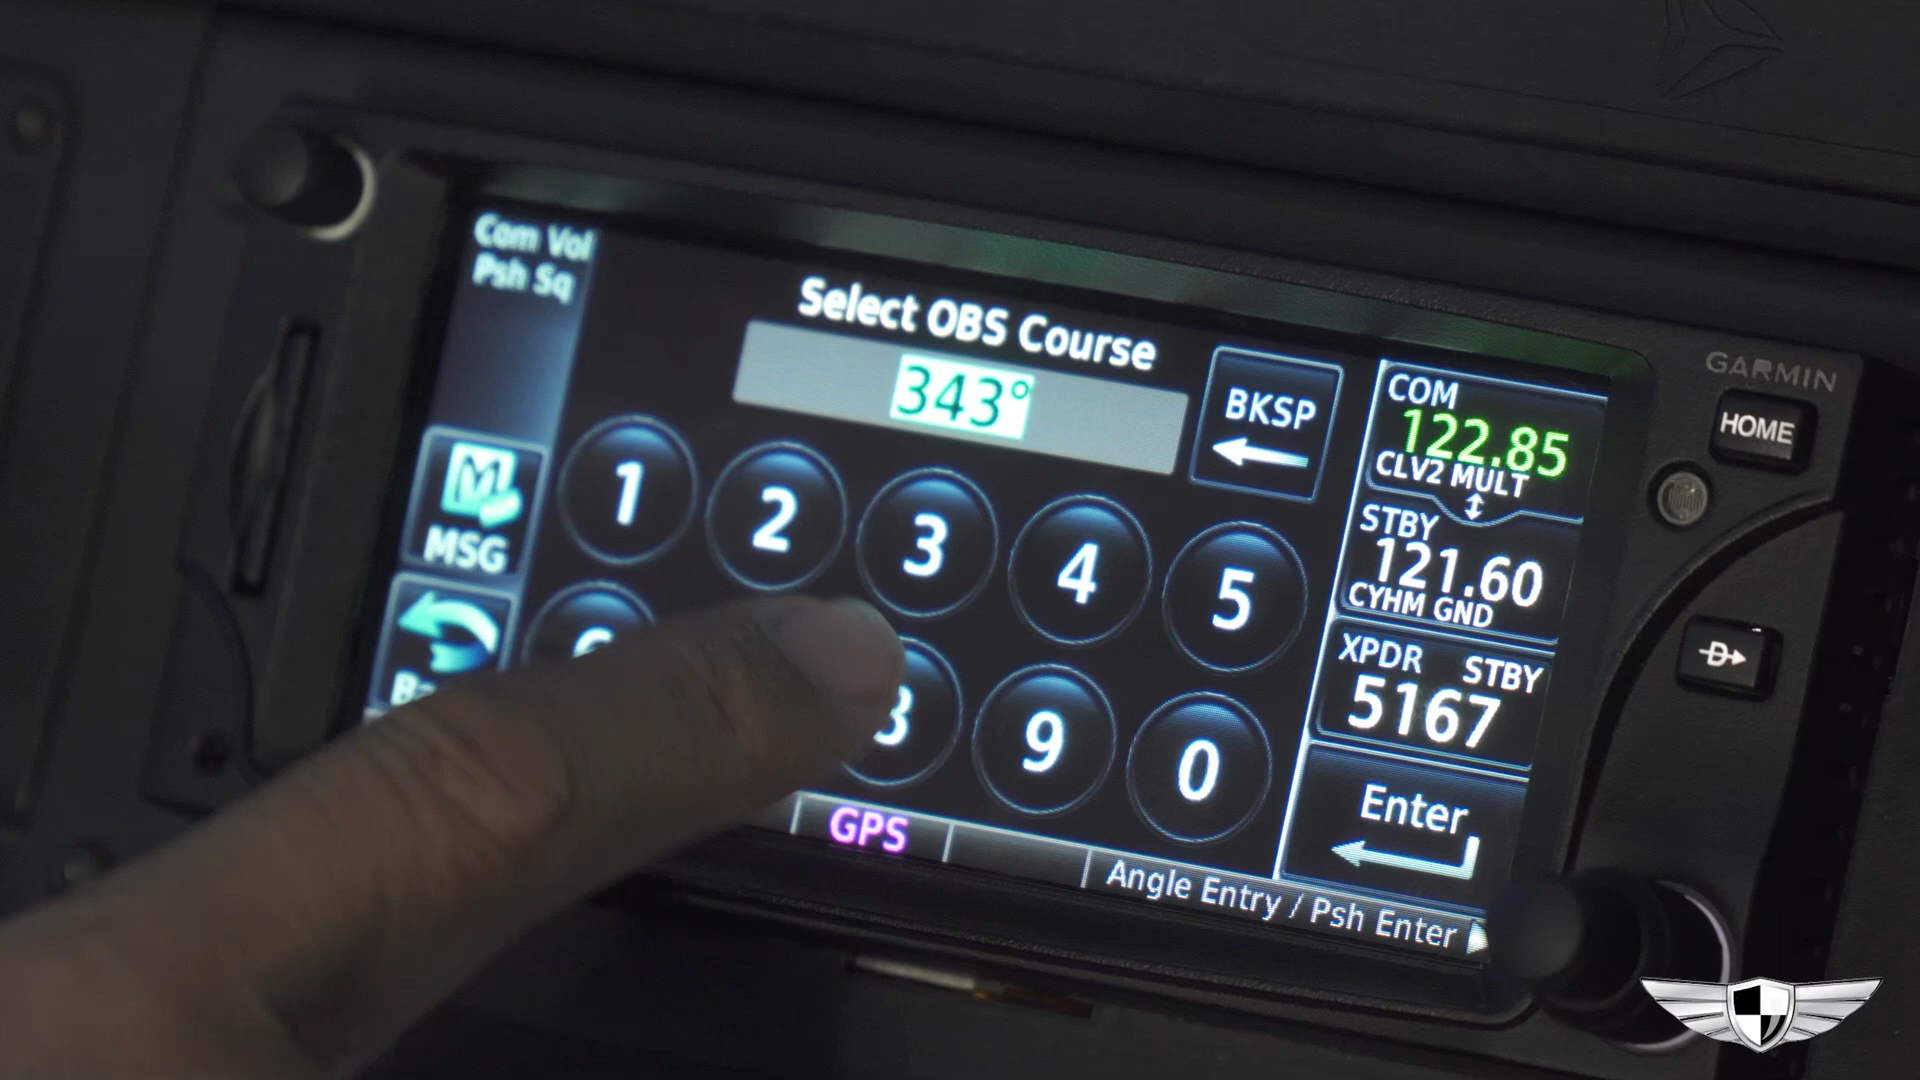 Com Vol
Psh Sq
Select OBS Course
343°
BKSP
MSG
1
2
3
4
5
8
9
0
COM
122.85
CLV2 MULT
STBY
121.60
CYHM GND
XPDR STBY
5167
Enter
GPS
Angle Entry / Psh Enter
GARMIN
HOME
D